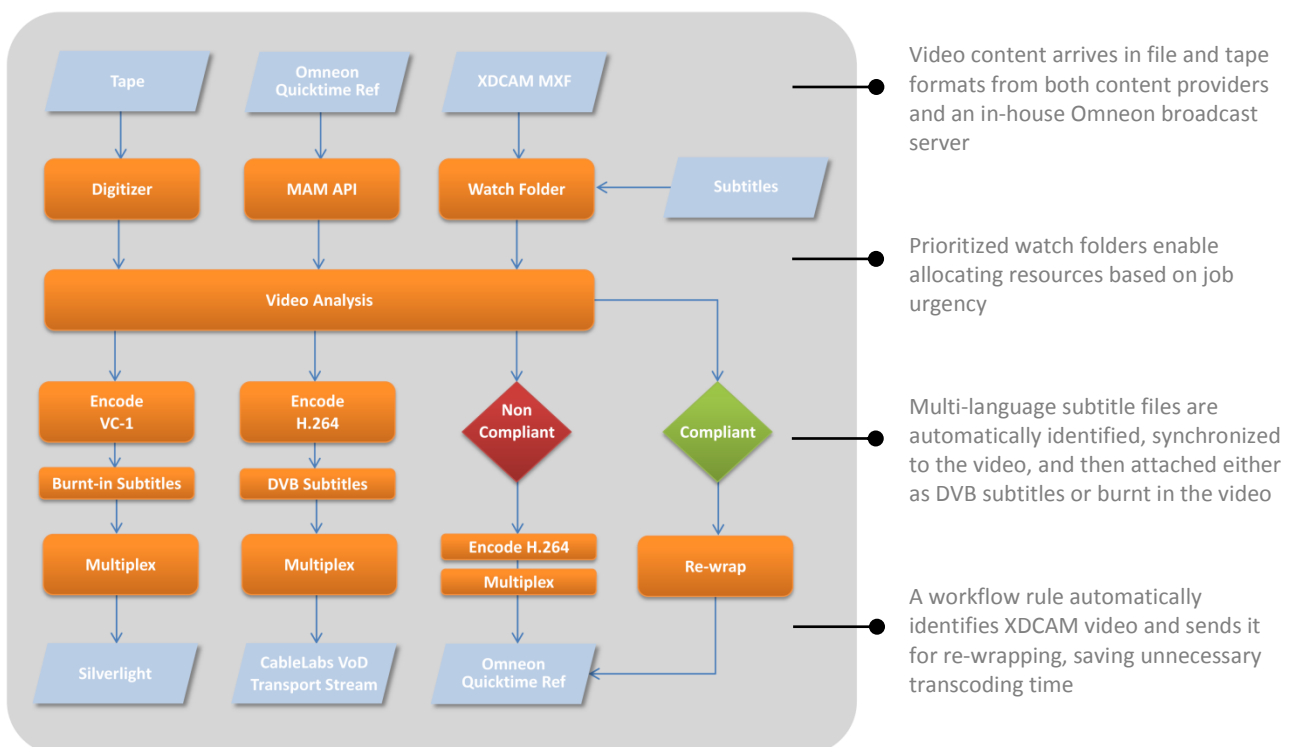 Tape
Omneon
Quicktime Ref
XDCAM MXF
Digitizer
MAM API
Watch Folder
Subtitles
Video Analysis
Encode
VC-1
Encode
H.264
Non
Compliant
Compliant
Burnt-in Subtitles
DVB Subtitles
Multiplex
Multiplex
Encode H.264
Multiplex
Re-wrap
Silverlight
CableLabs VoD
Transport Stream
Omneon
Quicktime Ref
Video content arrives in file and tape
formats from both content providers
and an in-house Omneon broadcast
server
Prioritized watch folders enable
allocating resources based on job
urgency
Multi-language subtitle files are
automatically identified, synchronized
to the video, and then attached either
as DVB subtitles or burnt in the video
A workflow rule automatically
identifies XDCAM video and sends it
for re-wrapping, saving unnecessary
transcoding time